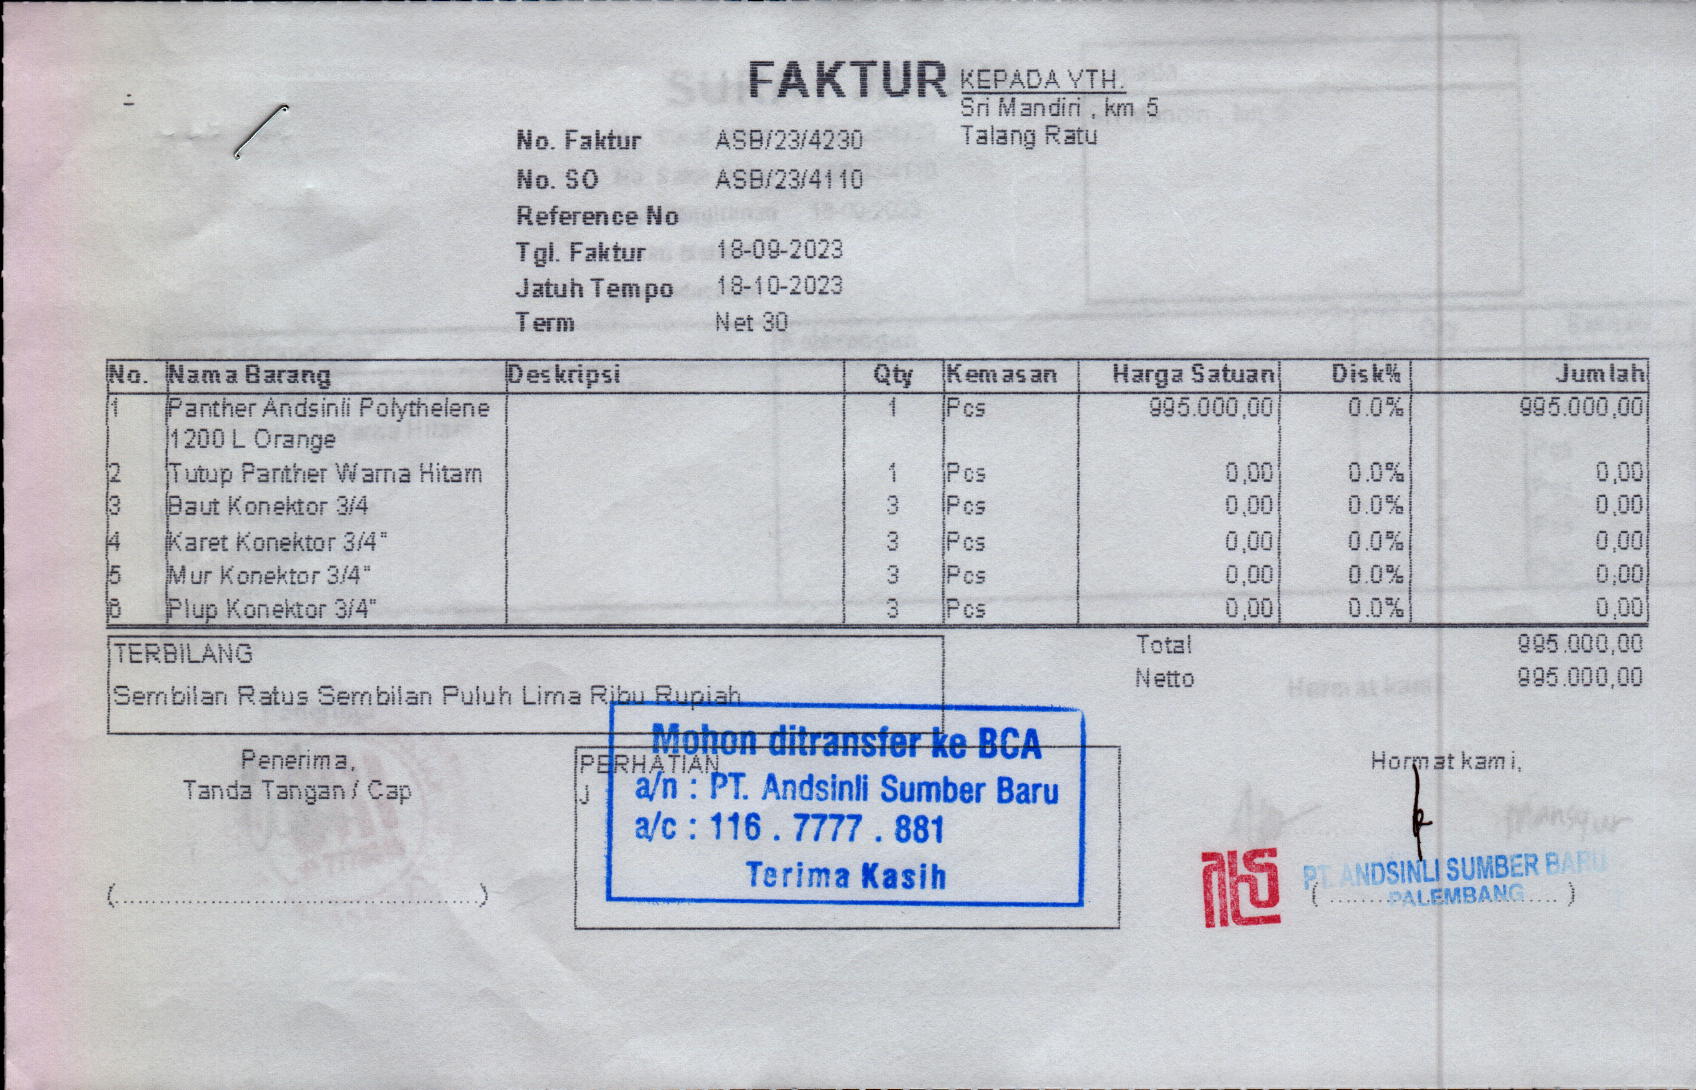 FAKTUR
KEPADA YTH.
Sri Mandiri , km 5
Talang Ratu
No. Faktur ASB/23/4230
No. SO ASB/23/4110
Reference No
Tgl. Faktur 18-09-2023
Jatuh Tempo 18-10-2023
Term Net 30
No. Nama Barang Deskripsi Qty Kemasan Harga Satuan Disk% Jumlah
1 Panther Andsinli Polythelene 1 Pcs 995.000,00 0.0% 995.000,00
1200 L Orange
2 Tutup Panther Warna Hitam 1 Pcs 0,00 0.0% 0,00
3 Baut Konektor 3/4 3 Pcs 0,00 0.0% 0,00
4 Karet Konektor 3/4" 3 Pcs 0,00 0.0% 0,00
5 Mur Konektor 3/4" 3 Pcs 0,00 0.0% 0,00
6 Plup Konektor 3/4" 3 Pcs 0,00 0.0% 0,00
Total 995.000,00
Netto 995.000,00
TERBILANG
Sembilan Ratus Sembilan Puluh Lima Ribu Rupiah
Penerima,
Tanda Tangan / Cap
(..........................................)
PERHATIAN
J
Mohon ditransfer ke BCA
a/n : PT. Andsinli Sumber Baru
a/c : 116 . 7777 . 881
Terima Kasih
Hormat kami,
PT. ANDSINLI SUMBER BARU
PALEMBANG